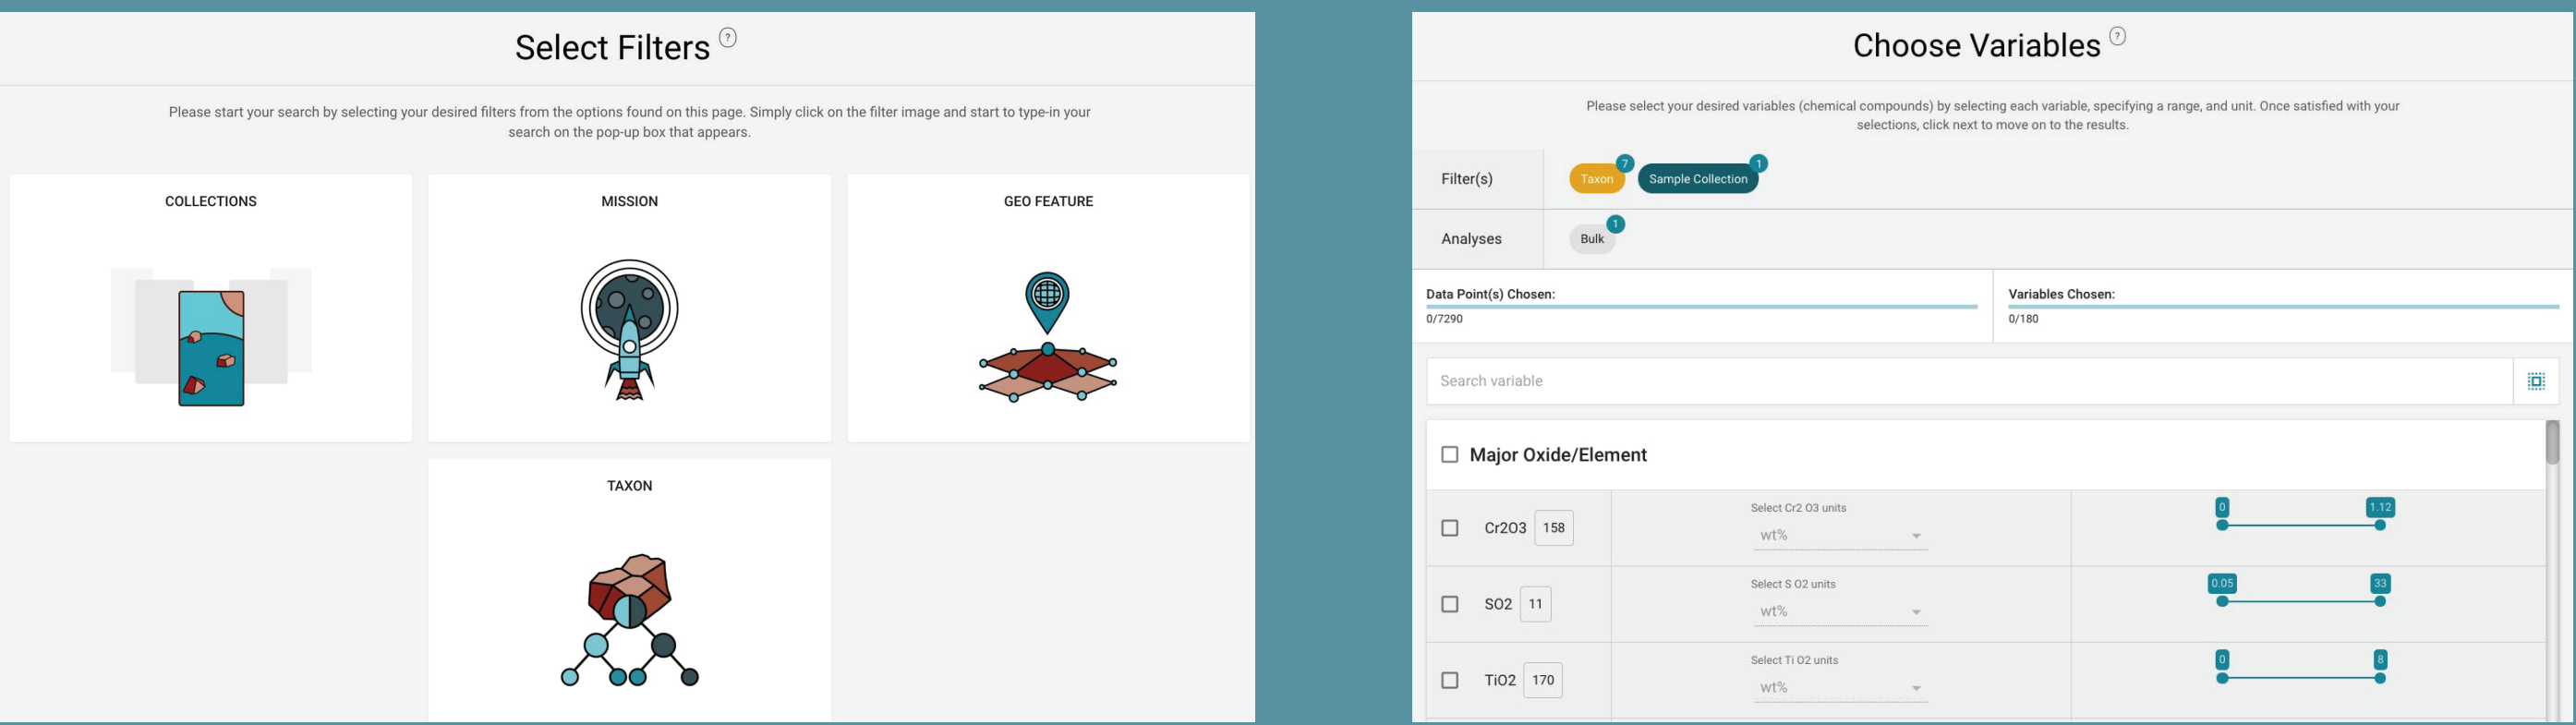 Select Filters ?
Please start your search by selecting your desired filters from the options found on this page. Simply click on the filter image and start to type-in your
search on the pop-up box that appears.
COLLECTIONS
MISSION
GEO FEATURE
TAXON
Choose Variables ?
Please select your desired variables (chemical compounds) by selecting each variable, specifying a range, and unit. Once satisfied with your
selections, click next to move on to the results.
Filter(s)
Taxon 7
Sample Collection 1
Analyses
Bulk 1
Data Point(s) Chosen:
0/7290
Variables Chosen:
0/180
Search variable
Major Oxide/Element
Cr2O3 158
Select Cr2 O3 units
wt%
0
1.12
SO2 11
Select S O2 units
wt%
0.05
33
TiO2 170
Select Ti O2 units
wt%
0
8